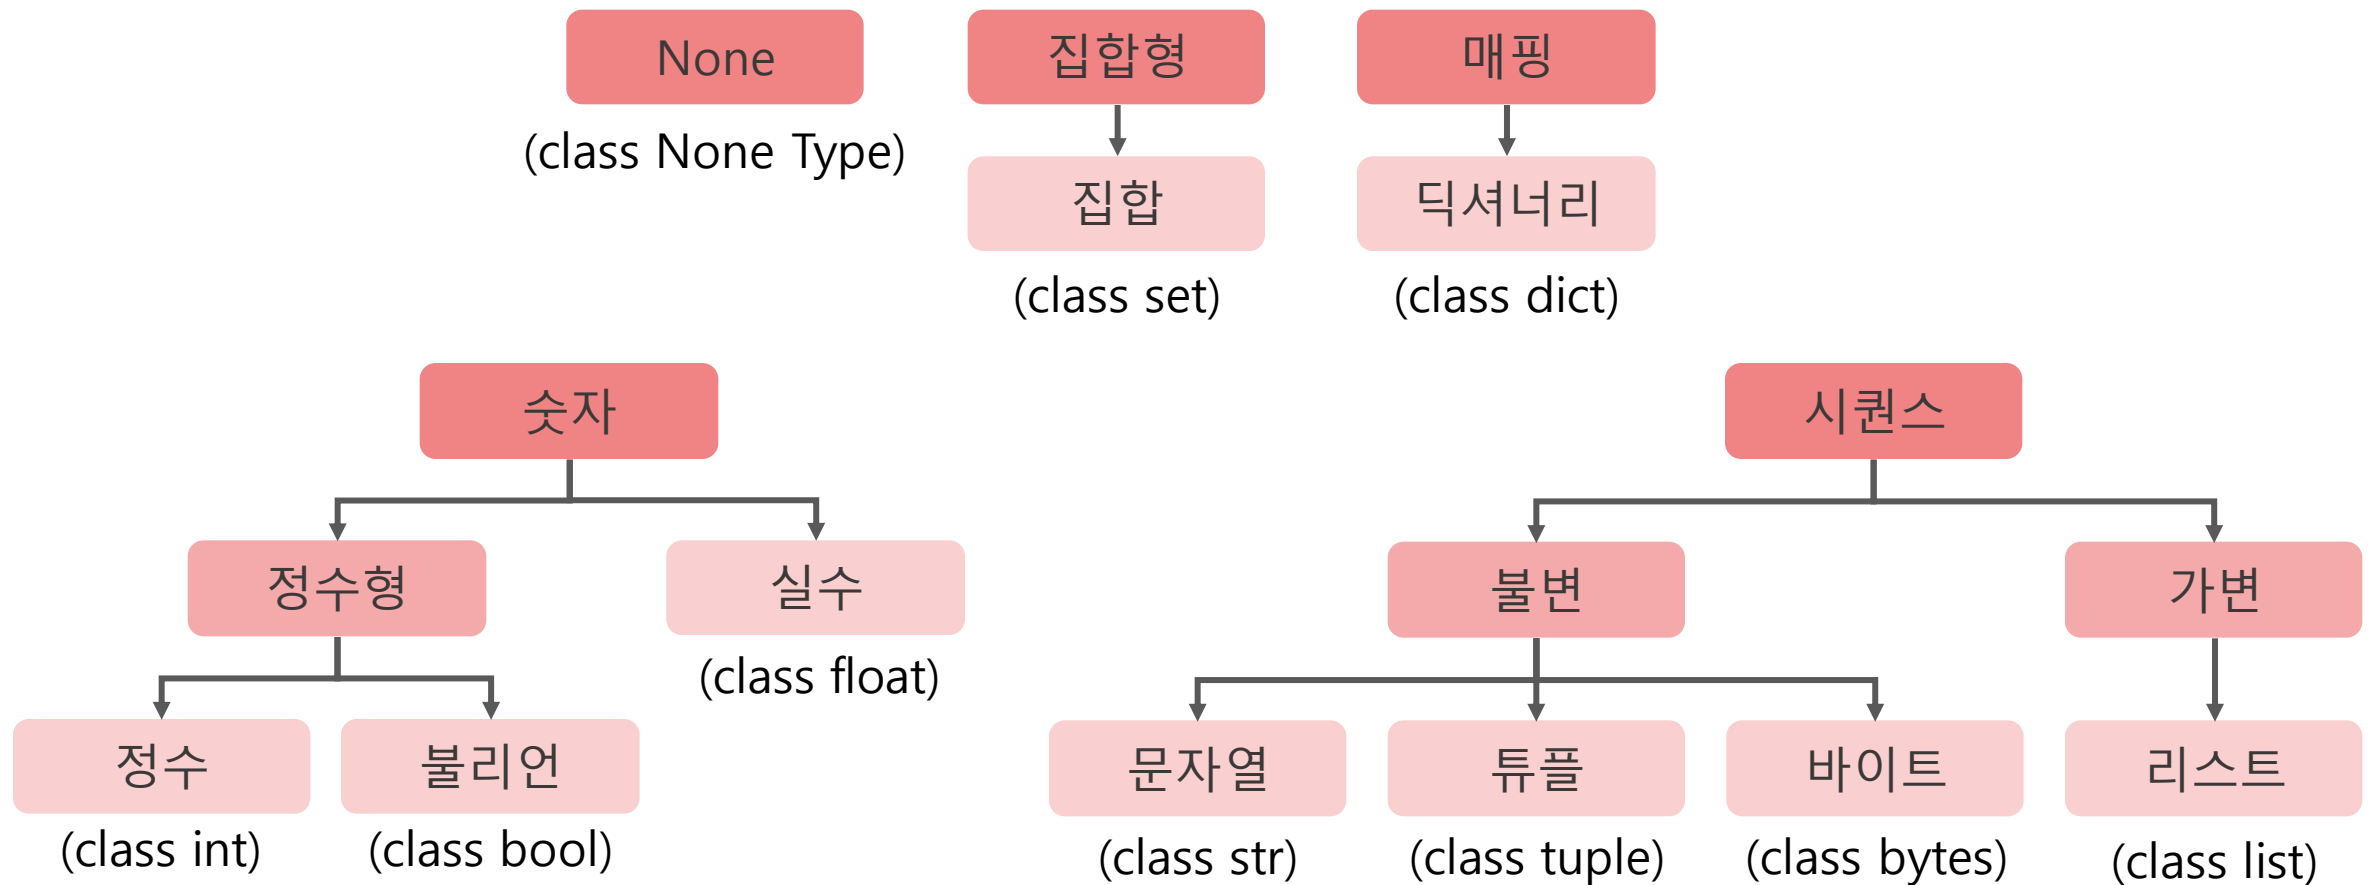 None
집합형
매핑
(class None Type)
집합
딕셔너리
(class set)
(class dict)
숫자
시퀀스
정수형
실수
불변
가변
(class float)
정수
불리언
문자열
튜플
바이트
리스트
(class int)
(class bool)
(class str)
(class tuple)
(class bytes)
(class list)